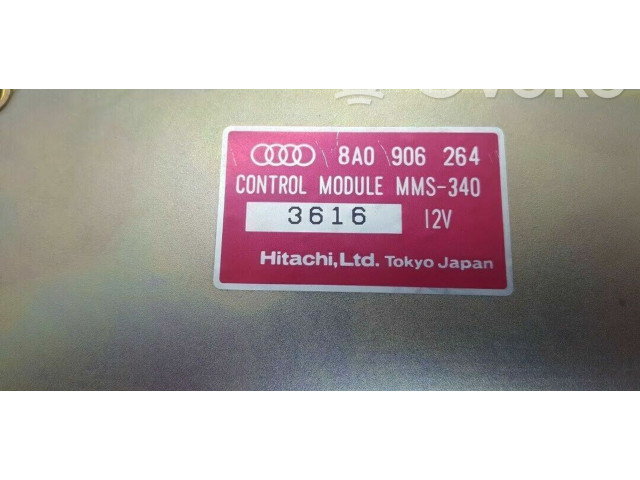 8A0 906 264
CONTROL MODULE MMS-340
3616 12V
Hitachi,Ltd. Tokyo Japan